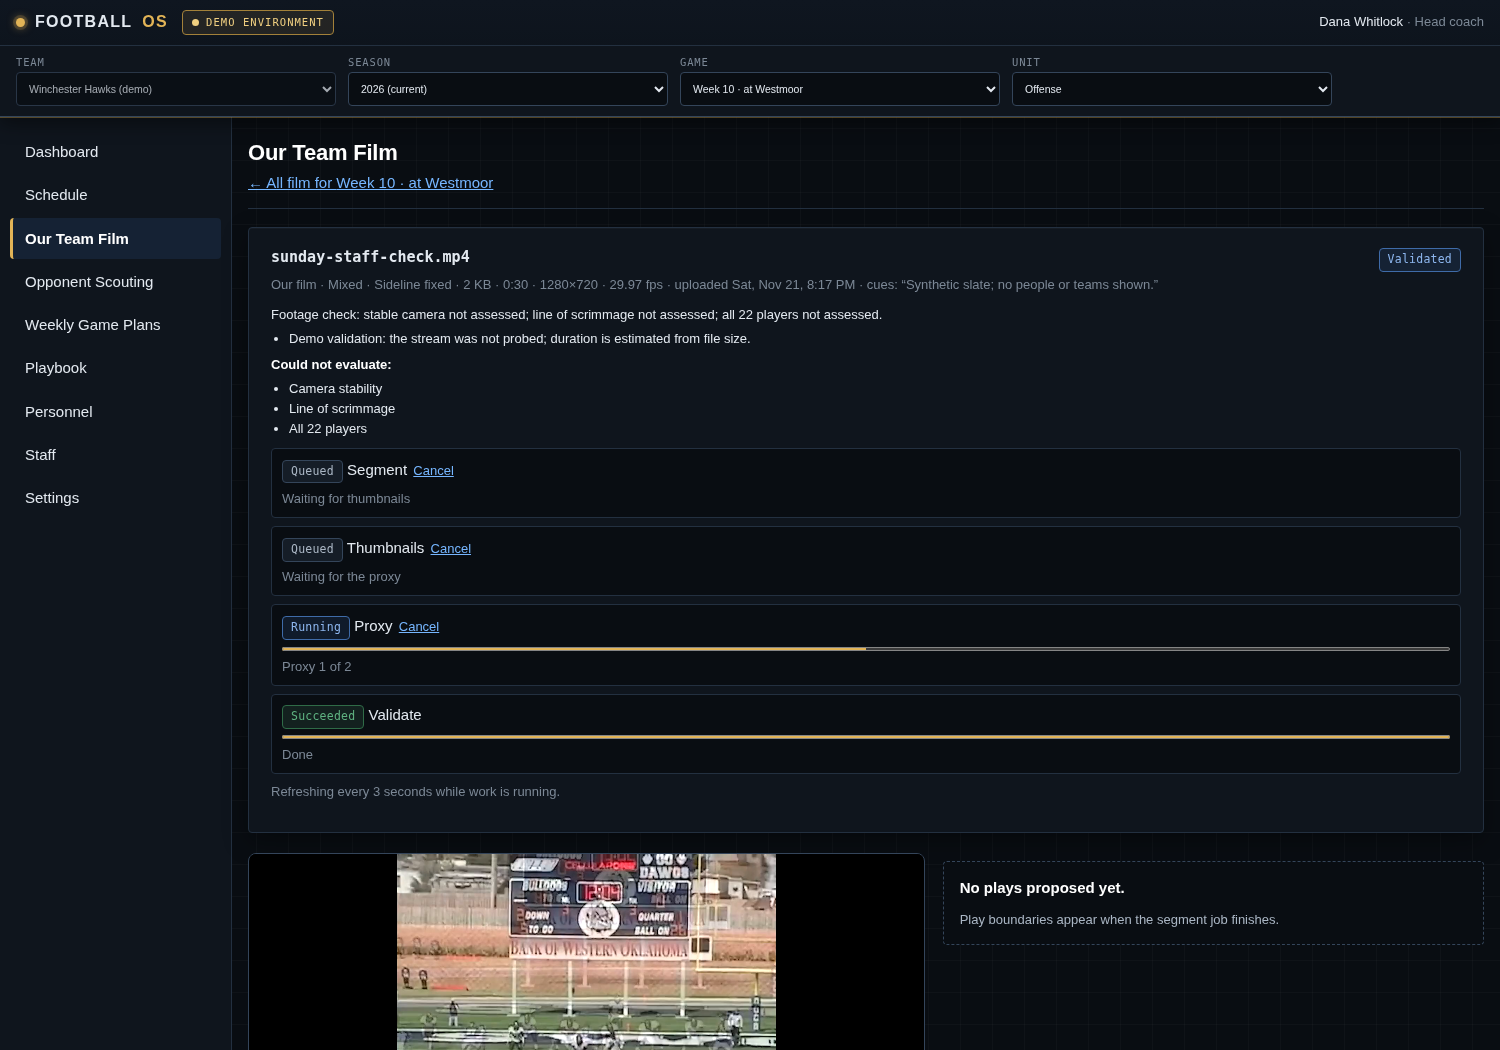 FOOTBALL OS
DEMO ENVIRONMENT
Dana Whitlock · Head coach
TEAM
SEASON
GAME
UNIT
Winchester Hawks (demo)
2026 (current)
Week 10 · at Westmoor
Offense
Dashboard
Schedule
Our Team Film
Opponent Scouting
Weekly Game Plans
Playbook
Personnel
Staff
Settings
Our Team Film
← All film for Week 10 · at Westmoor
sunday-staff-check.mp4
Validated
Our film · Mixed · Sideline fixed · 2 KB · 0:30 · 1280×720 · 29.97 fps · uploaded Sat, Nov 21, 8:17 PM · cues: “Synthetic slate; no people or teams shown.”
Footage check: stable camera not assessed; line of scrimmage not assessed; all 22 players not assessed.
• Demo validation: the stream was not probed; duration is estimated from file size.
Could not evaluate:
• Camera stability
• Line of scrimmage
• All 22 players
Queued Segment Cancel
Waiting for thumbnails
Queued Thumbnails Cancel
Waiting for the proxy
Running Proxy Cancel
Proxy 1 of 2
Succeeded Validate
Done
Refreshing every 3 seconds while work is running.
DAWGS
BULLDOGS
VISITOR
DOWN
QUARTER
TO GO
BALL ON
BANK OF WESTERN OKLAHOMA
No plays proposed yet.
Play boundaries appear when the segment job finishes.